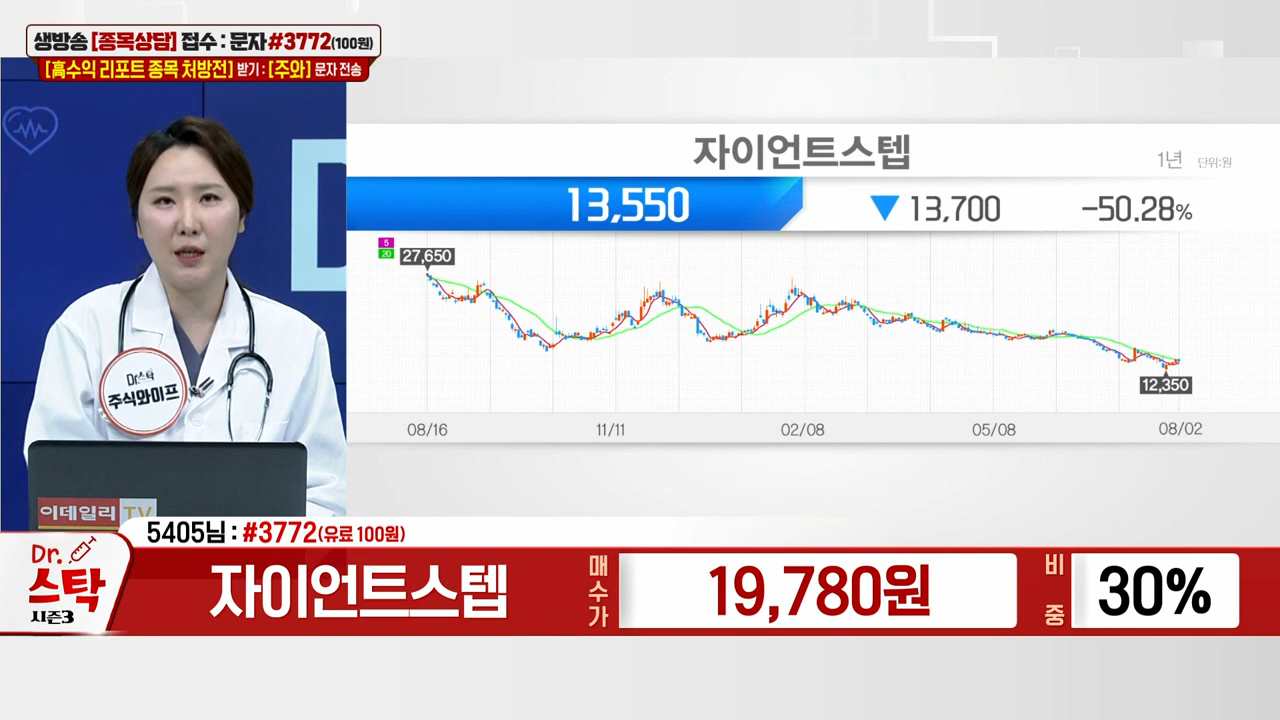 생방송 [종목상담] 접수 : 문자#3772(100원)
[高수익 리포트 종목 처방전] 받기 : [주와] 문자 전송
자이언트스텝
1년 단위:원
13,550 ▼ 13,700 -50.28%
5
20
27,650
12,350
08/16 11/11 02/08 05/08 08/02
D
Dr.스탁
주식와이프
이데일리 TV
5405님 : #3772(유료 100원)
Dr.
스탁
시즌3
자이언트스텝
매수가
19,780원
비중
30%